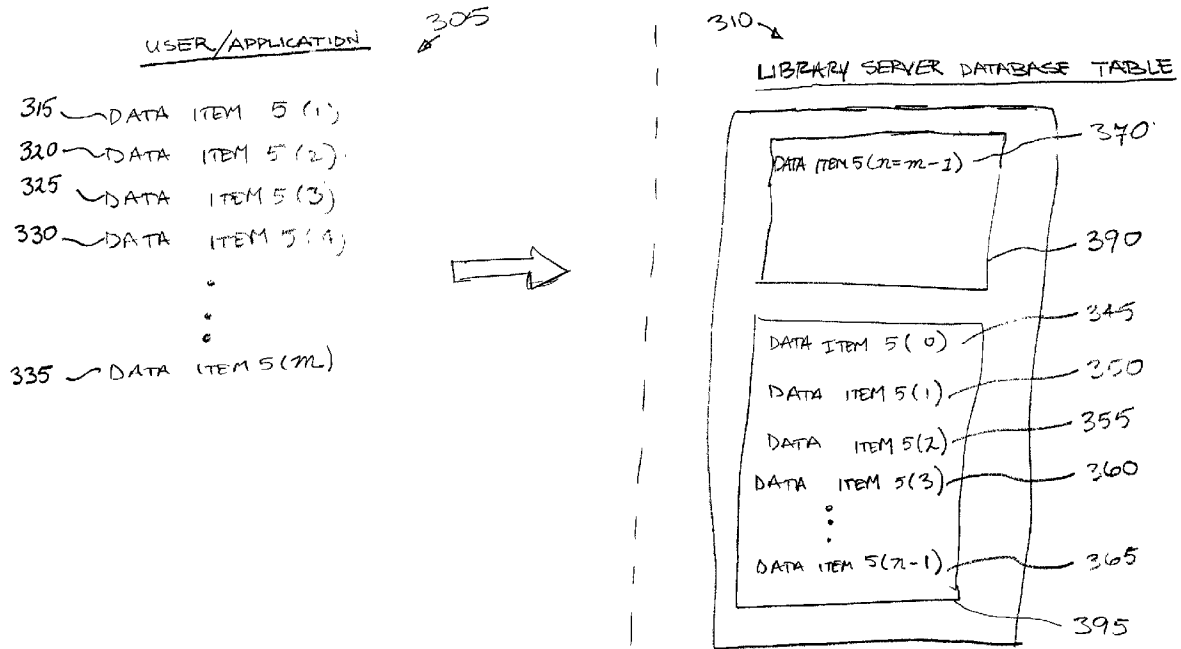 305
USER/APPLICATION
315 DATA ITEM 5 (1)
320 DATA ITEM 5 (2)
325 DATA ITEM 5 (3)
330 DATA ITEM 5 (4)
335 DATA ITEM 5 (m)
310
LIBRARY SERVER DATABASE TABLE
DATA ITEM 5 (n=m-1) 370
390
DATA ITEM 5 (0) 345
DATA ITEM 5 (1) 350
DATA ITEM 5 (2) 355
DATA ITEM 5 (3) 360
DATA ITEM 5 (n-1) 365
395